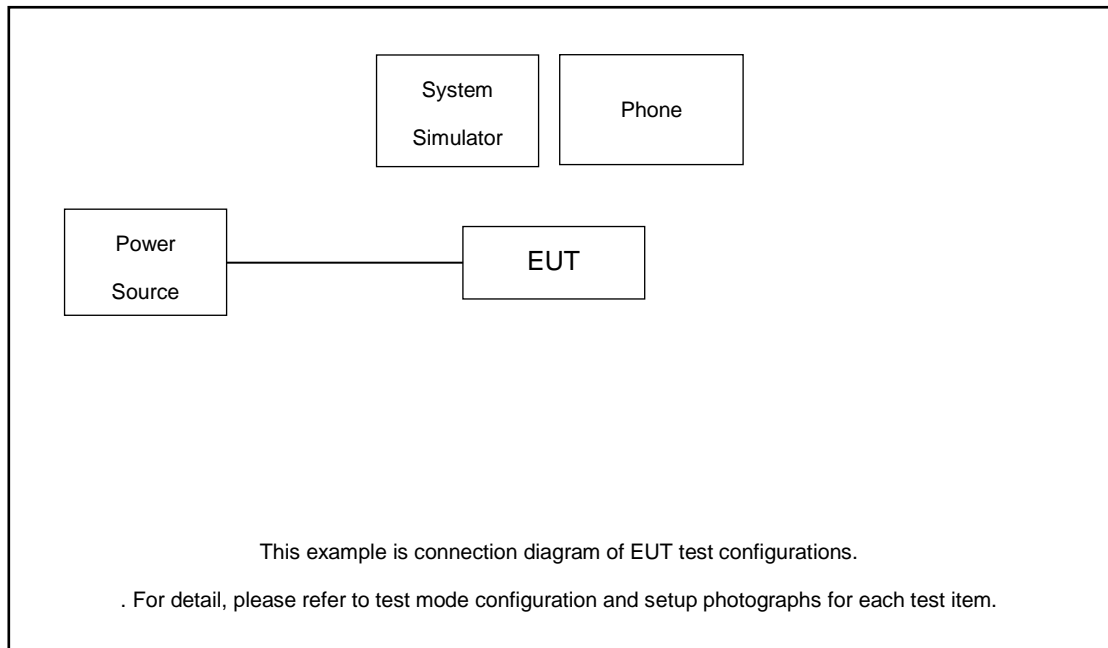 System
Simulator
Phone
Power
Source
EUT
This example is connection diagram of EUT test configurations.
. For detail, please refer to test mode configuration and setup photographs for each test item.